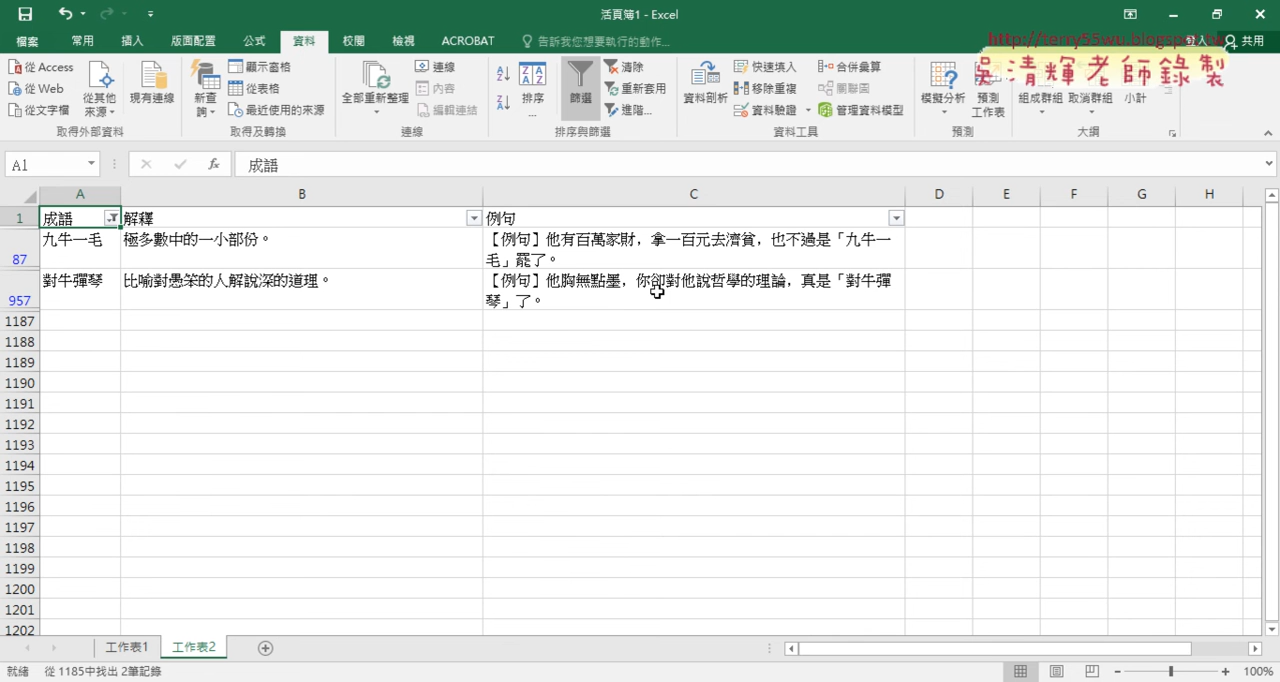 活頁簿1 - Excel
檔案 常用 插入 版面配置 公式 資料 校閱 檢視 ACROBAT 告訴我您想要執行的動作... 登入 共用
http://terry55wu.blogspot.tw
吳清輝老師錄製
從 Access
從 Web
從文字檔
從其他來源
現有連線
取得外部資料
新查詢
顯示窗格
從表格
最近使用的來源
取得及轉換
全部重新整理
連線
內容
編輯連結
連線
排序...
篩選
清除
重新套用
進階...
排序與篩選
資料剖析
快速填入
移除重複
資料驗證
合併彙算
關聯圖
管理資料模型
資料工具
模擬分析
預測工作表
預測
組成群組
取消群組
小計
大綱
A1 fx 成語
A B C D E F G H
1 成語 解釋 例句
87 九牛一毛 極多數中的一小部份。 【例句】他有百萬家財，拿一百元去濟貧，也不過是「九牛一
毛」罷了。
957 對牛彈琴 比喻對愚笨的人解說深的道理。 【例句】他胸無點墨，你卻對他說哲學的理論，真是「對牛彈
琴」了。
1187
1188
1189
1190
1191
1192
1193
1194
1195
1196
1197
1198
1199
1200
1201
1202
工作表1 工作表2
就緒 從 1185中找出 2筆記錄 100%